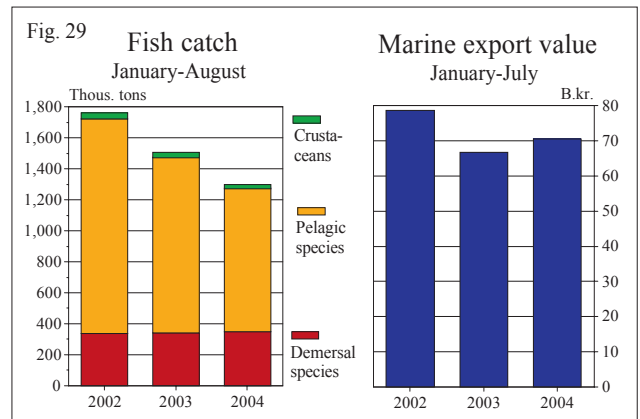 Fig. 29
Fish catch
January-August
Thous. tons
1,800
1,600
1,400
1,200
1,000
800
600
400
200
0
2002
2003
2004
Crusta-
ceans
Pelagic
species
Demersal
species
Marine export value
January-July
B.kr.
80
70
60
50
40
30
20
10
0
2002
2003
2004